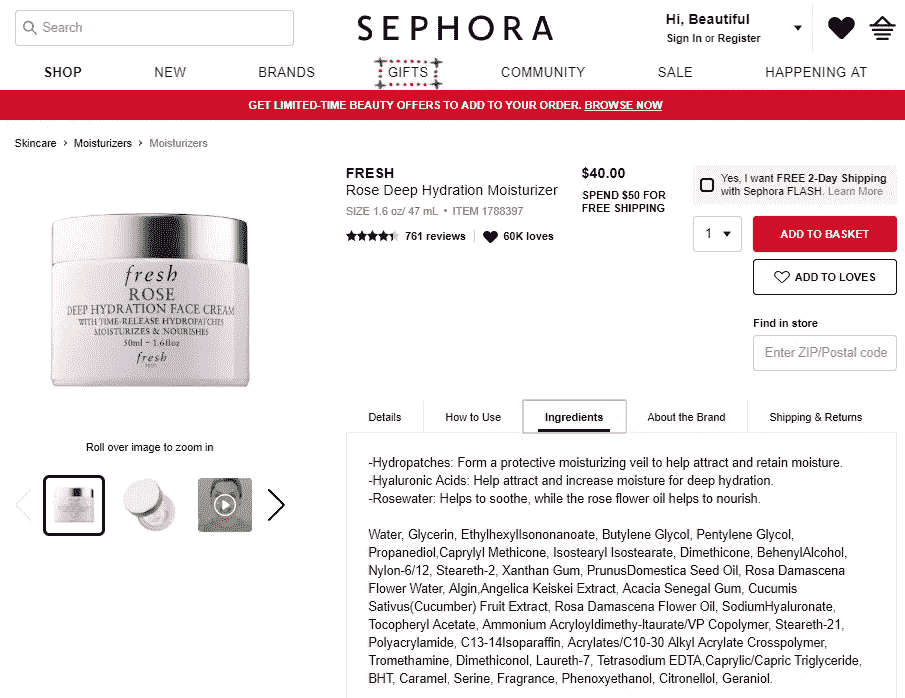 Search
SEPHORA
Hi, Beautiful
Sign In or Register
SHOP
NEW
BRANDS
GIFTS
COMMUNITY
SALE
HAPPENING AT
GET LIMITED-TIME BEAUTY OFFERS TO ADD TO YOUR ORDER. BROWSE NOW
Skincare > Moisturizers > Moisturizers
fresh
ROSE
DEEP HYDRATION FACE CREAM
WITH TIME-RELEASE HYDROPATCHES
MOISTURIZES & NOURISHES
50ml - 1.6floz
fresh
Roll over image to zoom in
FRESH
Rose Deep Hydration Moisturizer
SIZE 1.6 oz/ 47 mL • ITEM 1788397
761 reviews
60K loves
$40.00
SPEND $50 FOR
FREE SHIPPING
Yes, I want FREE 2-Day Shipping
with Sephora FLASH. Learn More
1
ADD TO BASKET
ADD TO LOVES
Find in store
Enter ZIP/Postal code
Details
How to Use
Ingredients
About the Brand
Shipping & Returns
-Hydropatches: Form a protective moisturizing veil to help attract and retain moisture.
-Hyaluronic Acids: Help attract and increase moisture for deep hydration.
-Rosewater: Helps to soothe, while the rose flower oil helps to nourish.
Water, Glycerin, EthylhexylIsononanoate, Butylene Glycol, Pentylene Glycol,
Propanediol,Caprylyl Methicone, Isostearyl Isostearate, Dimethicone, BehenylAlcohol,
Nylon-6/12, Steareth-2, Xanthan Gum, PrunusDomestica Seed Oil, Rosa Damascena
Flower Water, Algin,Angelica Keiskei Extract, Acacia Senegal Gum, Cucumis
Sativus(Cucumber) Fruit Extract, Rosa Damascena Flower Oil, SodiumHyaluronate,
Tocopheryl Acetate, Ammonium Acryloyldimethy-ltaurate/VP Copolymer, Steareth-21,
Polyacrylamide, C13-14Isoparaffin, Acrylates/C10-30 Alkyl Acrylate Crosspolymer,
Tromethamine, Dimethiconol, Laureth-7, Tetrasodium EDTA,Caprylic/Capric Triglyceride,
BHT, Caramel, Serine, Fragrance, Phenoxyethanol, Citronellol, Geraniol.